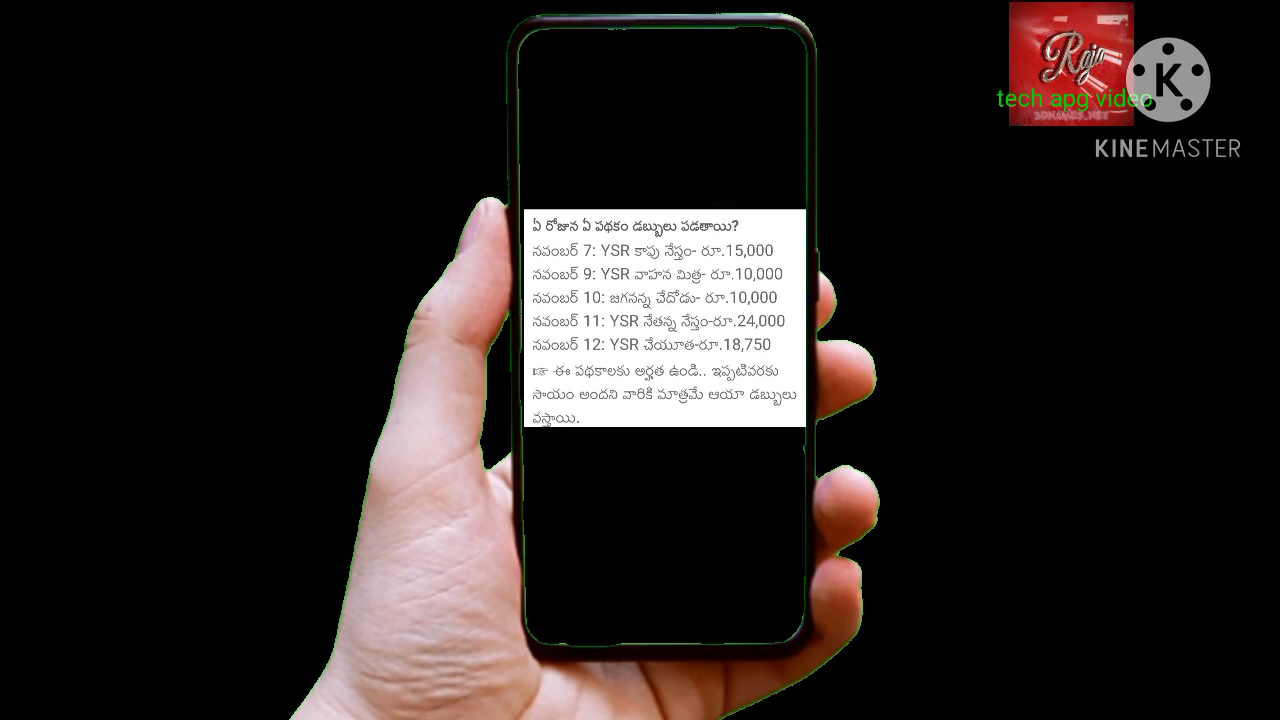 Raja
tech apg video
3DNAMES.NET
K
KINEMASTER
ఏ రోజున ఏ పథకం డబ్బులు పడతాయి?
నవంబర్ 7: YSR కాపు నేస్తం- రూ.15,000
నవంబర్ 9: YSR వాహన మిత్ర- రూ.10,000
నవంబర్ 10: జగనన్న చేదోడు- రూ.10,000
నవంబర్ 11: YSR నేతన్న నేస్తం-రూ.24,000
నవంబర్ 12: YSR చేయూత-రూ.18,750
☞ ఈ పథకాలకు అర్హత ఉండి.. ఇప్పటివరకు
సాయం అందని వారికి మాత్రమే ఆయా డబ్బులు
వస్తాయి.